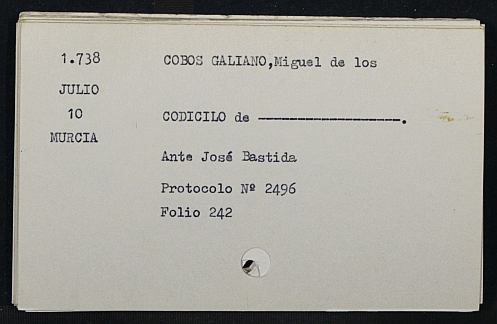 1.738 COBOS GALIANO,Miguel de los
JULIO
10 CODICILO de -------------------.
MURCIA
Ante José Bastida
Protocolo Nº 2496
Folio 242